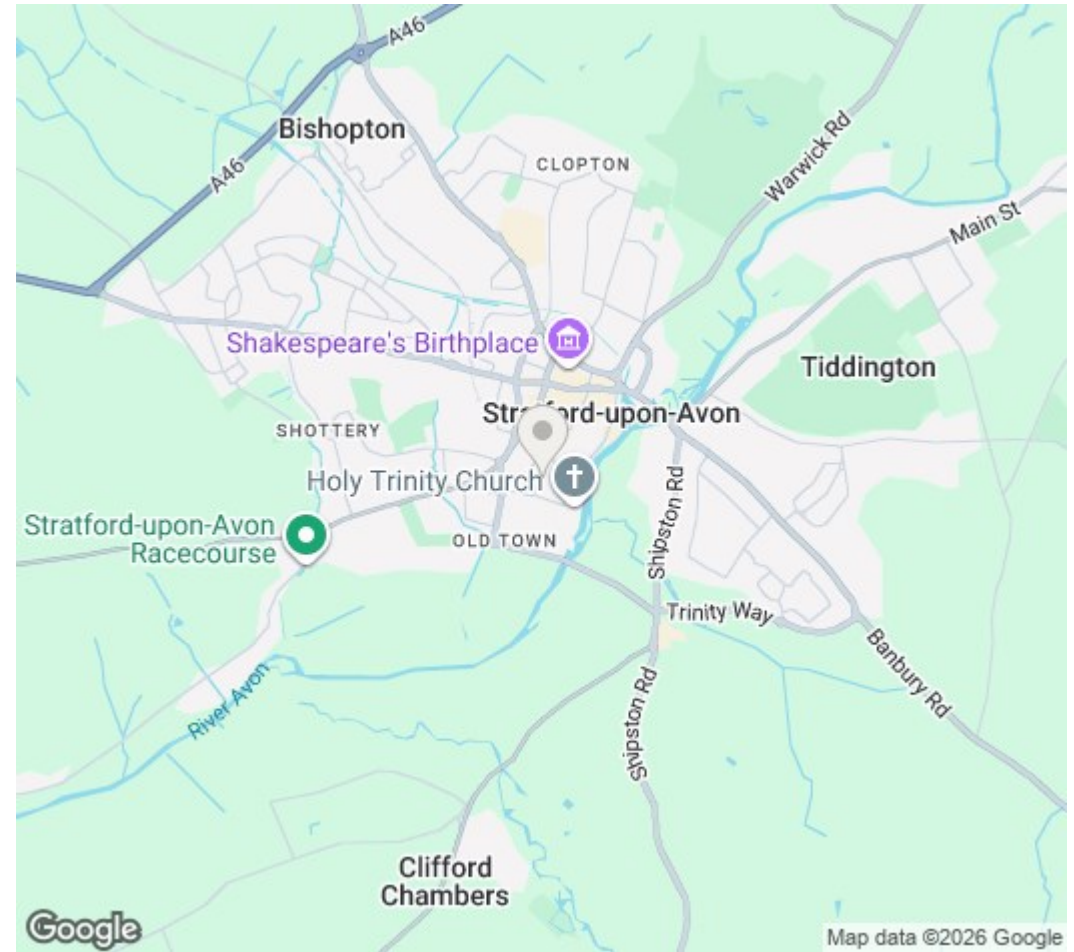 A46
Bishopton
CLOPTON
A46
Warwick Rd
Main St
Shakespeare's Birthplace
Tiddington
Stratford-upon-Avon
SHOTTERY
Holy Trinity Church
Stratford-upon-Avon
Racecourse
OLD TOWN
Shipston Rd
Trinity Way
Banbury Rd
River Avon
Shipston Rd
Clifford
Chambers
Google
Map data ©2026 Google